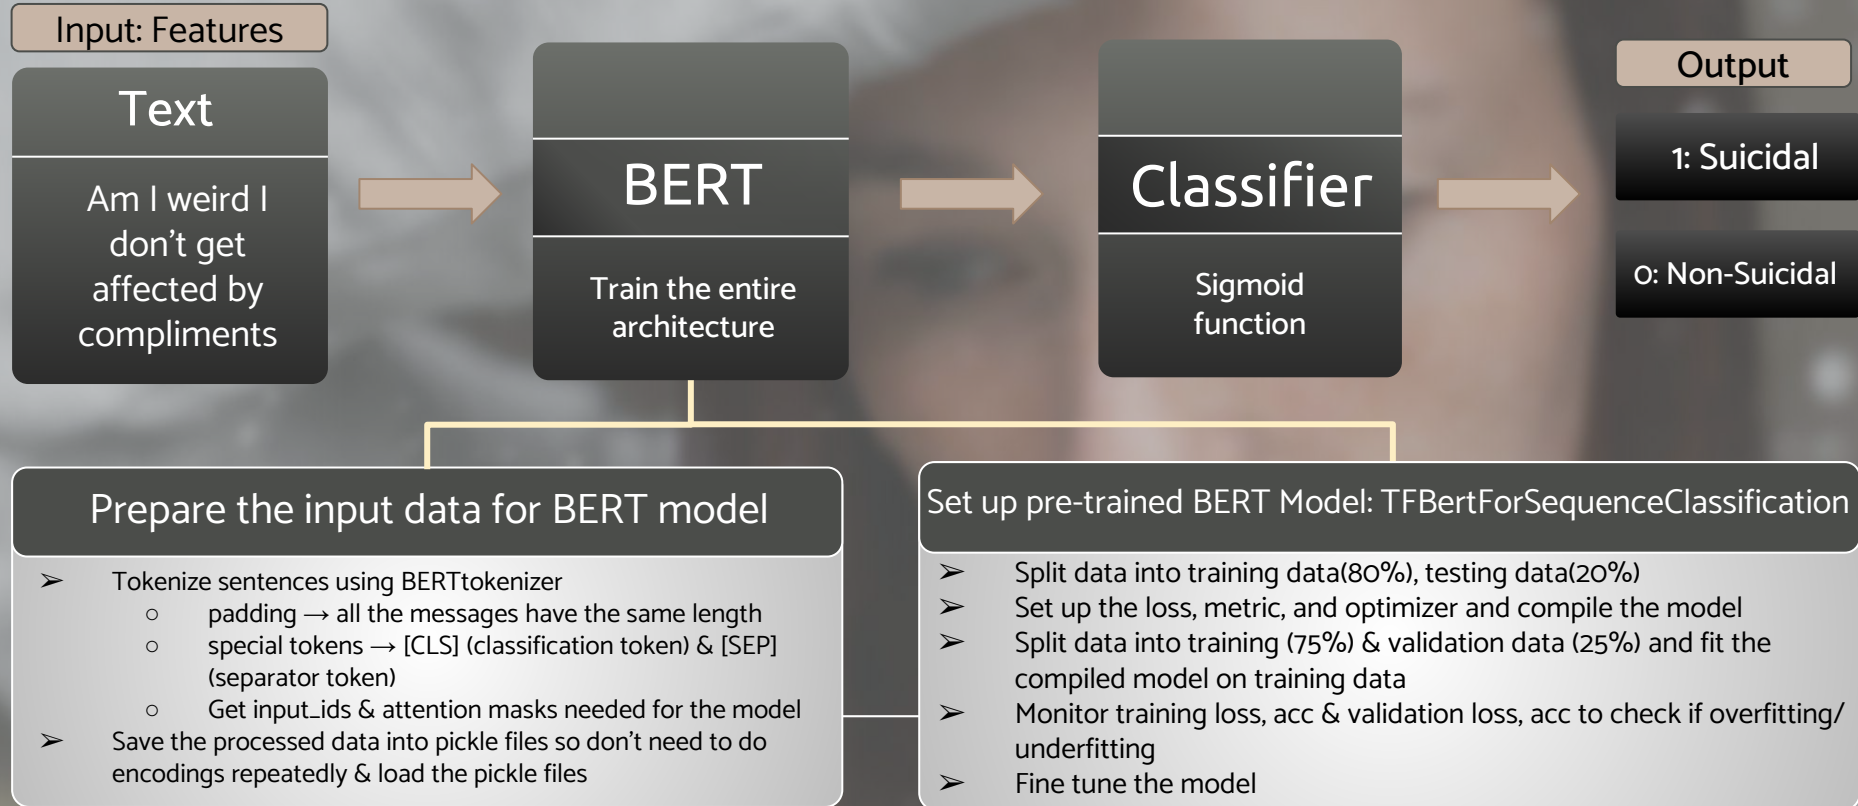 Input: Features
Text
Am I weird I
don't get
affected by
compliments
BERT
Train the entire
architecture
Classifier
Sigmoid
function
Output
1: Suicidal
0: Non-Suicidal
Prepare the input data for BERT model
➢ Tokenize sentences using BERTtokenizer
○ padding → all the messages have the same length
○ special tokens → [CLS] (classification token) & [SEP]
(separator token)
○ Get input_ids & attention masks needed for the model
➢ Save the processed data into pickle files so don't need to do
encodings repeatedly & load the pickle files
Set up pre-trained BERT Model: TFBertForSequenceClassification
➢ Split data into training data(80%), testing data(20%)
➢ Set up the loss, metric, and optimizer and compile the model
➢ Split data into training (75%) & validation data (25%) and fit the
compiled model on training data
➢ Monitor training loss, acc & validation loss, acc to check if overfitting/
underfitting
➢ Fine tune the model